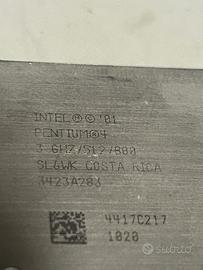 INTEL®©'01
PENTIUM®4
3 GHZ/512/800
SL6WK COSTA RICA
3423A283
4417C217
1020
subito